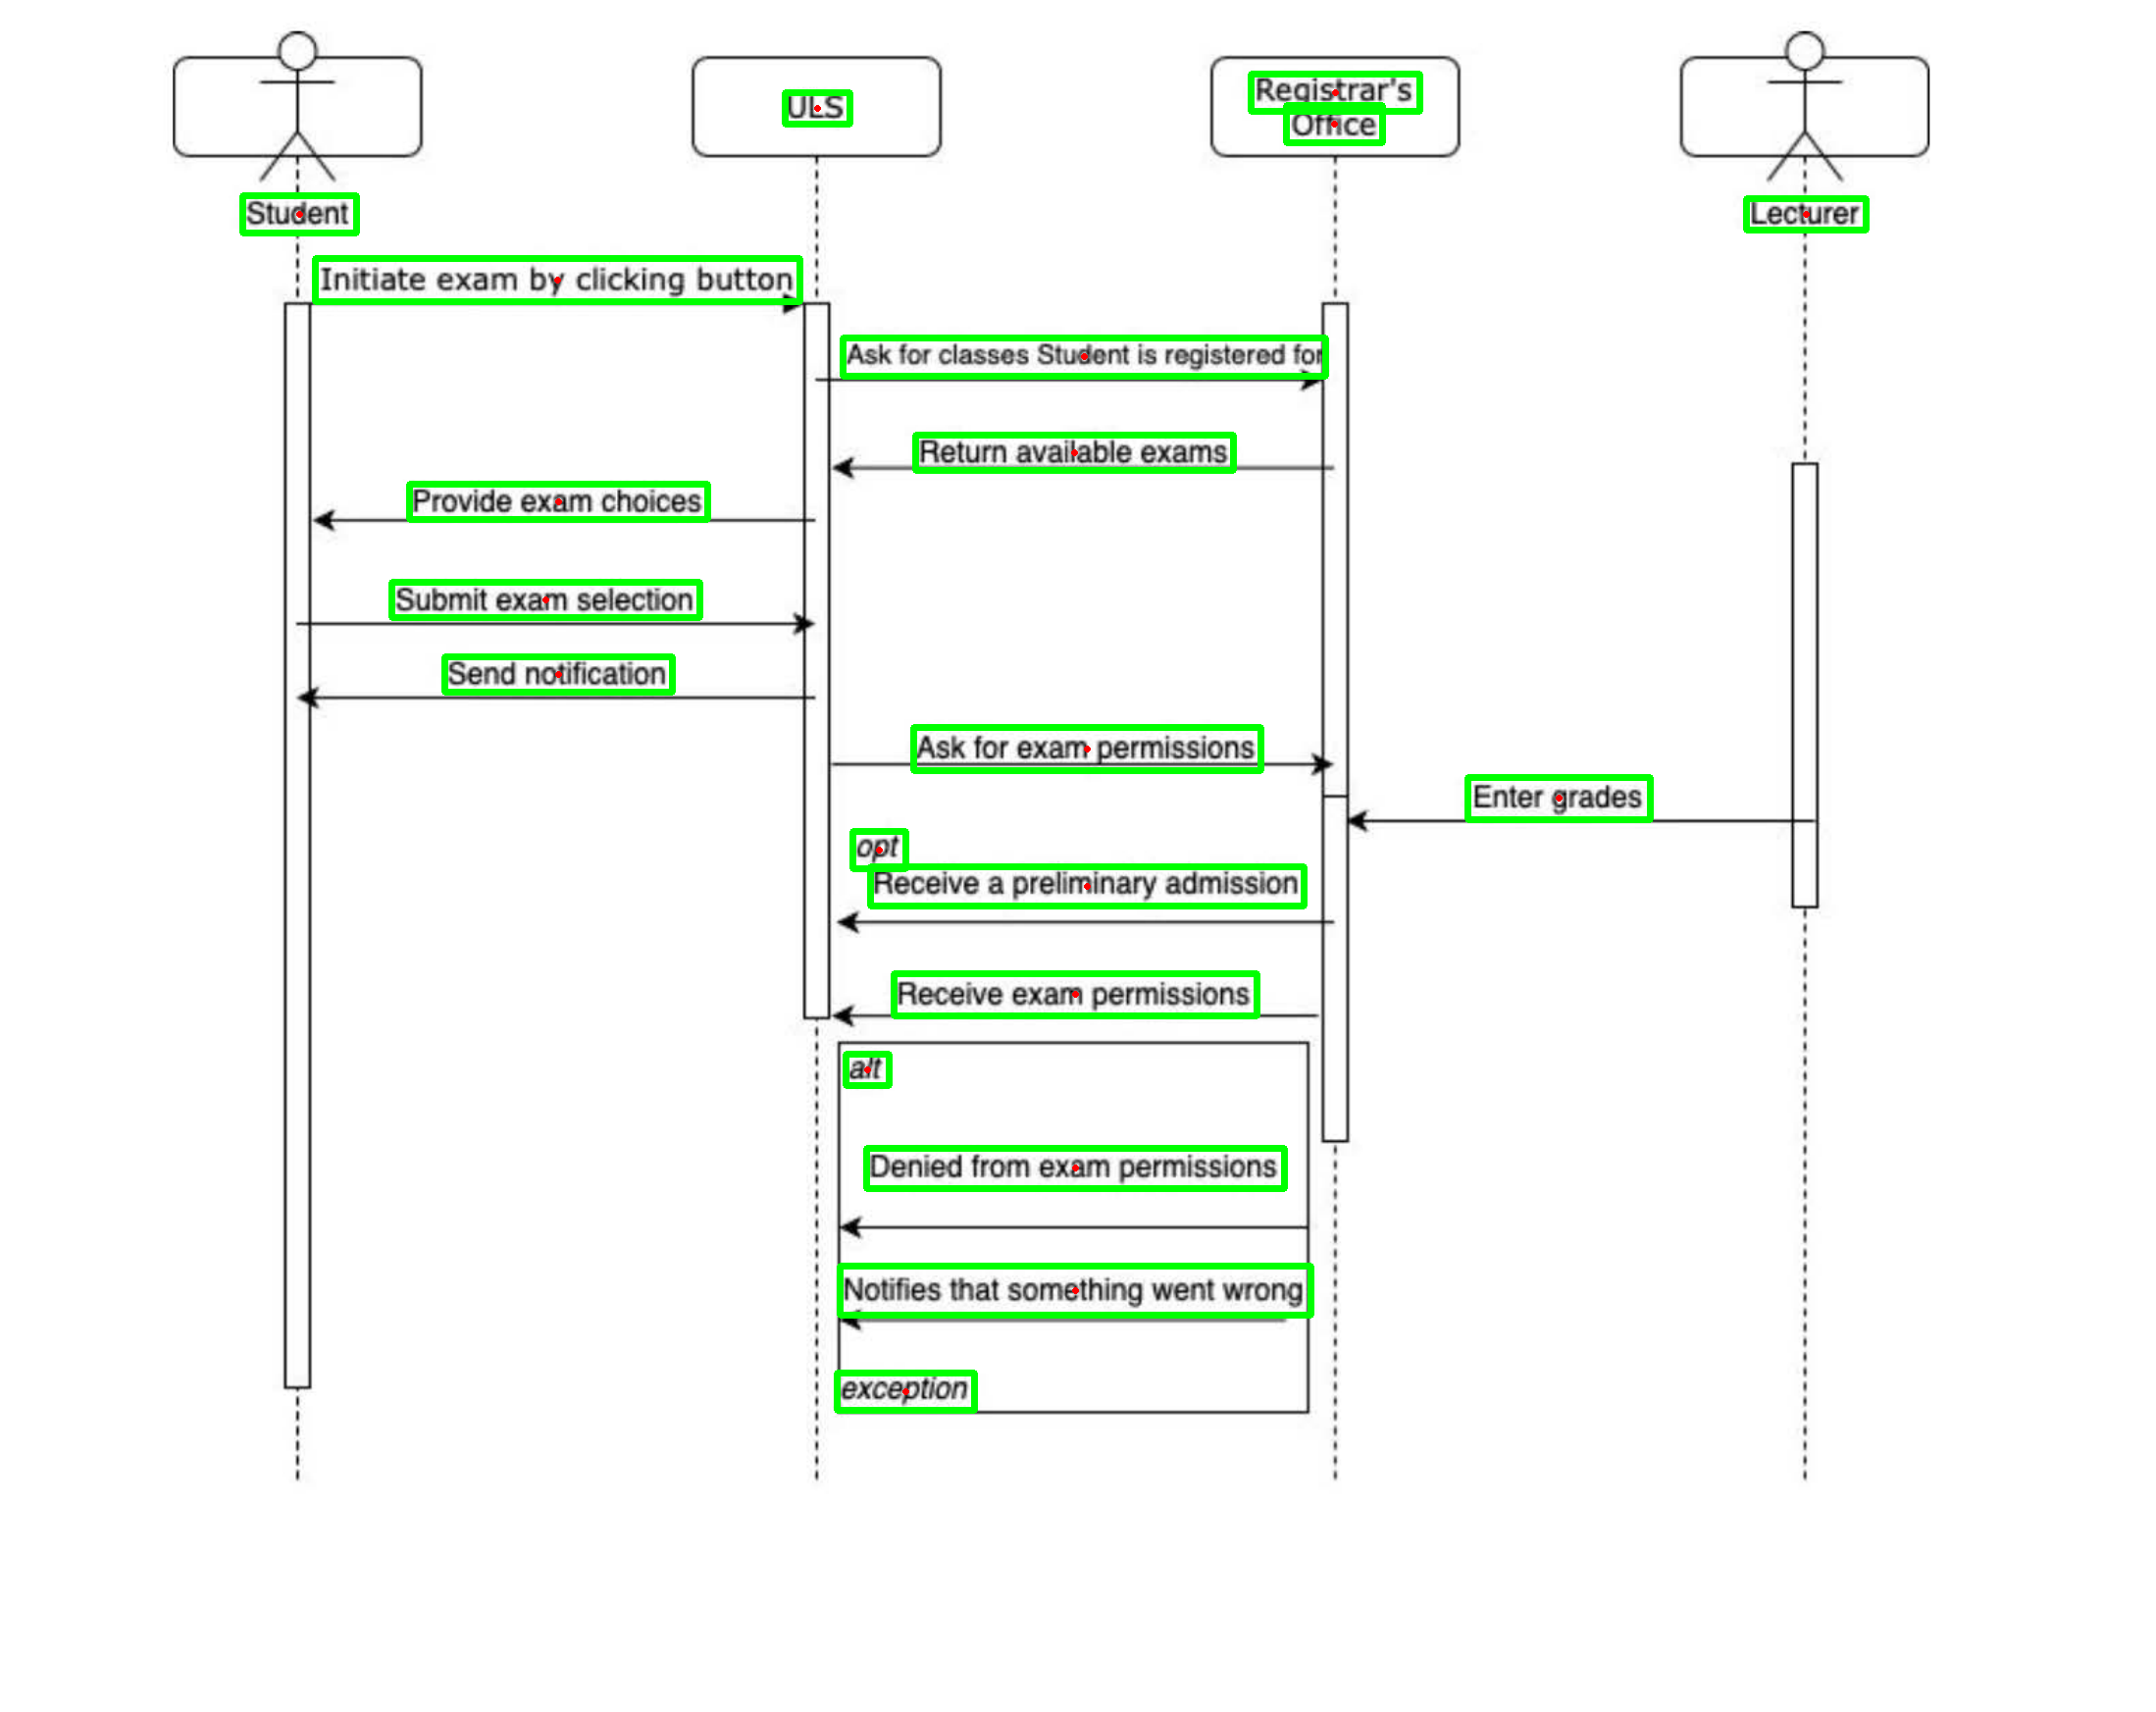 ULS
Registrar's
Office
Student
Lecturer
Initiate exam by clicking button
Ask for classes Student is registered for
Return available exams
Provide exam choices
Submit exam selection
Send notification
Ask for exam permissions
Enter grades
opt
Receive a preliminary admission
Receive exam permissions
alt
Denied from exam permissions
Notifies that something went wrong
exception